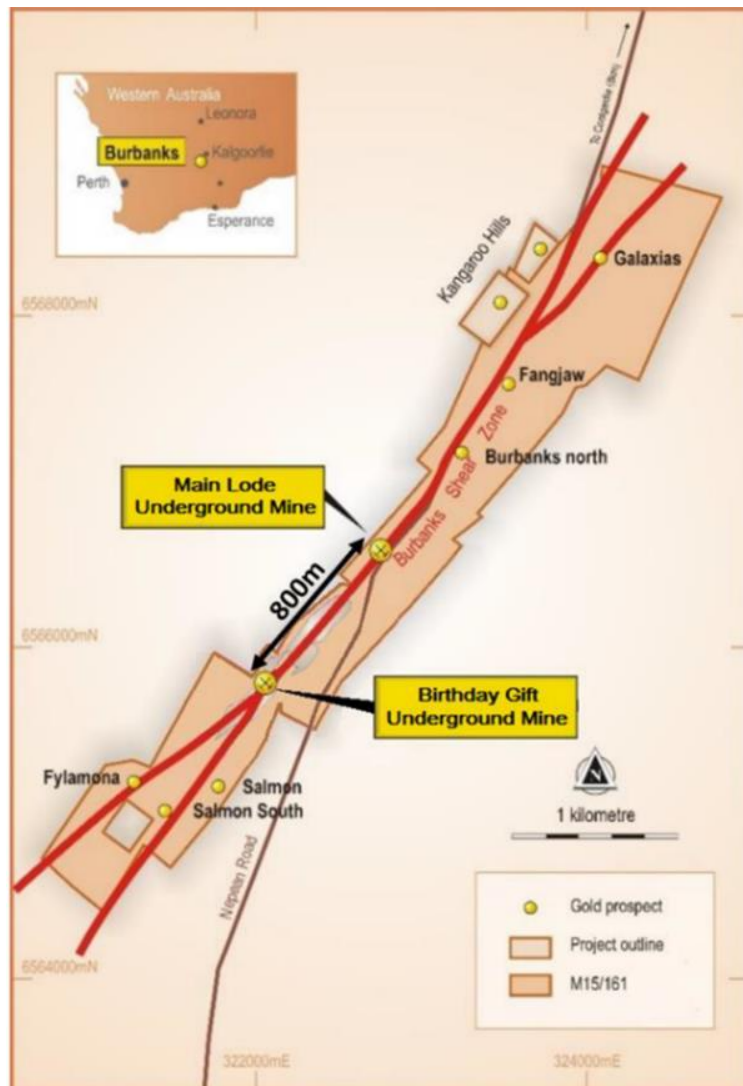 Western Australia
Leonora
Burbanks
Kalgoorlie
Perth
Esperance
To Coolgardie (8km)
Kangaroo Hills
Galaxias
6568000mN
Fangjaw
Burbanks north
Burbanks Shear Zone
Main Lode
Underground Mine
800m
6566000mN
Birthday Gift
Underground Mine
Fylamona
Salmon
Salmon South
N
1 kilometre
Nepean Road
Gold prospect
Project outline
M15/161
6564000mN
322000mE
324000mE